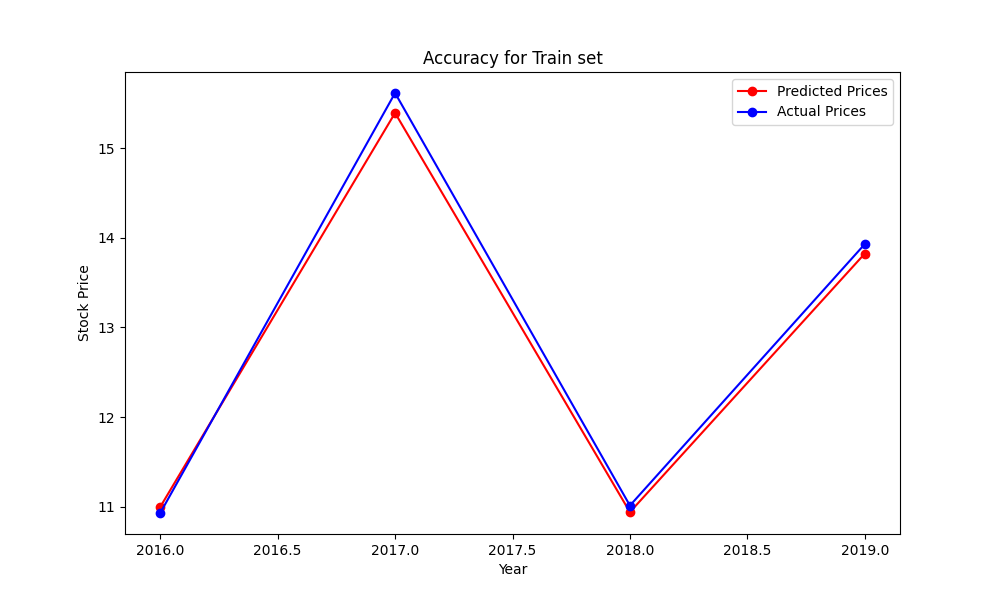 Accuracy for Train set
Predicted Prices
Actual Prices
15
14
13
12
11
Stock Price
2016.0 2016.5 2017.0 2017.5 2018.0 2018.5 2019.0
Year